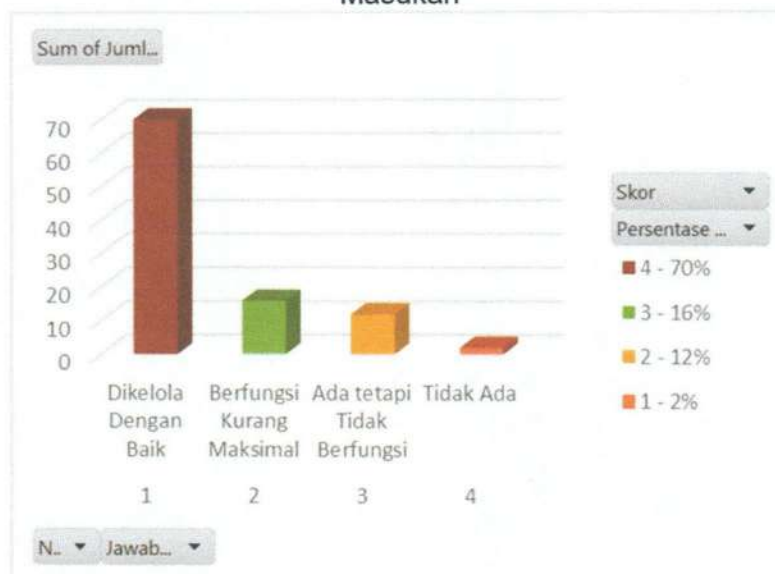 Masukan
Sum of Juml...
70
60
50
40
30
20
10
0
Dikelola Dengan Baik
Berfungsi Kurang Maksimal
Ada tetapi Tidak Berfungsi
Tidak Ada
1 2 3 4
Skor
Persentase ...
4 - 70%
3 - 16%
2 - 12%
1 - 2%
N.. Jawab...